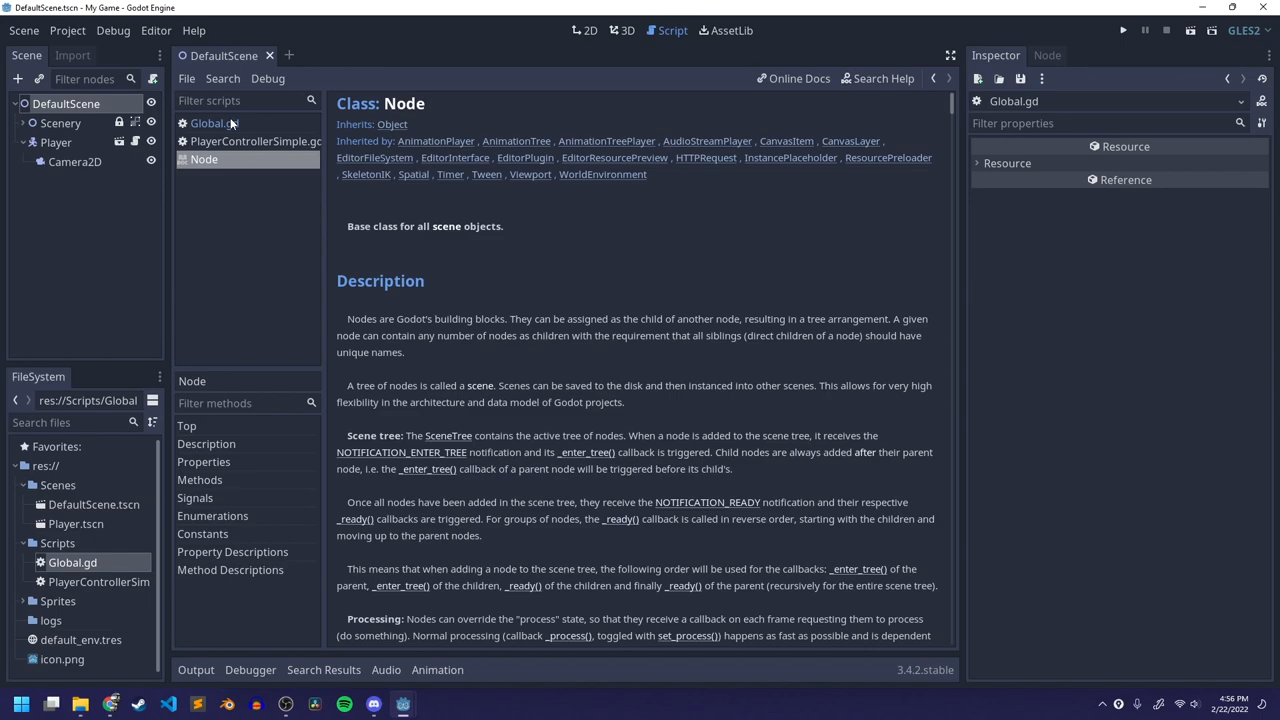 DefaultScene.tscn - My Game - Godot Engine
Scene Project Debug Editor Help
2D 3D Script AssetLib
GLES2
Scene Import
DefaultScene
Inspector Node
Filter nodes
File Search Debug
Online Docs Search Help
DefaultScene
Scenery
Player
Camera2D
Filter scripts
Global.gd
PlayerControllerSimple.gd
Node
Class: Node
Inherits: Object
Inherited by: AnimationPlayer , AnimationTree , AnimationTreePlayer , AudioStreamPlayer , CanvasItem , CanvasLayer ,
EditorFileSystem , EditorInterface , EditorPlugin , EditorResourcePreview , HTTPRequest , InstancePlaceholder , ResourcePreloader
, SkeletonIK , Spatial , Timer , Tween , Viewport , WorldEnvironment
Base class for all scene objects.
Description
Nodes are Godot's building blocks. They can be assigned as the child of another node, resulting in a tree arrangement. A given
node can contain any number of nodes as children with the requirement that all siblings (direct children of a node) should have
unique names.
A tree of nodes is called a scene. Scenes can be saved to the disk and then instanced into other scenes. This allows for very high
flexibility in the architecture and data model of Godot projects.
Scene tree: The SceneTree contains the active tree of nodes. When a node is added to the scene tree, it receives the
NOTIFICATION_ENTER_TREE notification and its _enter_tree() callback is triggered. Child nodes are always added after their parent
node, i.e. the _enter_tree() callback of a parent node will be triggered before its child's.
Once all nodes have been added in the scene tree, they receive the NOTIFICATION_READY notification and their respective
_ready() callbacks are triggered. For groups of nodes, the _ready() callback is called in reverse order, starting with the children and
moving up to the parent nodes.
This means that when adding a node to the scene tree, the following order will be used for the callbacks: _enter_tree() of the
parent, _enter_tree() of the children, _ready() of the children and finally _ready() of the parent (recursively for the entire scene tree).
Processing: Nodes can override the "process" state, so that they receive a callback on each frame requesting them to process
(do something). Normal processing (callback _process(), toggled with set_process()) happens as fast as possible and is dependent
Global.gd
Filter properties
Resource
Resource
Reference
FileSystem
res://Scripts/Global
Search files
Favorites:
res://
Scenes
DefaultScene.tscn
Player.tscn
Scripts
Global.gd
PlayerControllerSim
Sprites
logs
default_env.tres
icon.png
Node
Filter methods
Top
Description
Properties
Methods
Signals
Enumerations
Constants
Property Descriptions
Method Descriptions
Output Debugger Search Results Audio Animation
3.4.2.stable
4:56 PM
2/22/2022